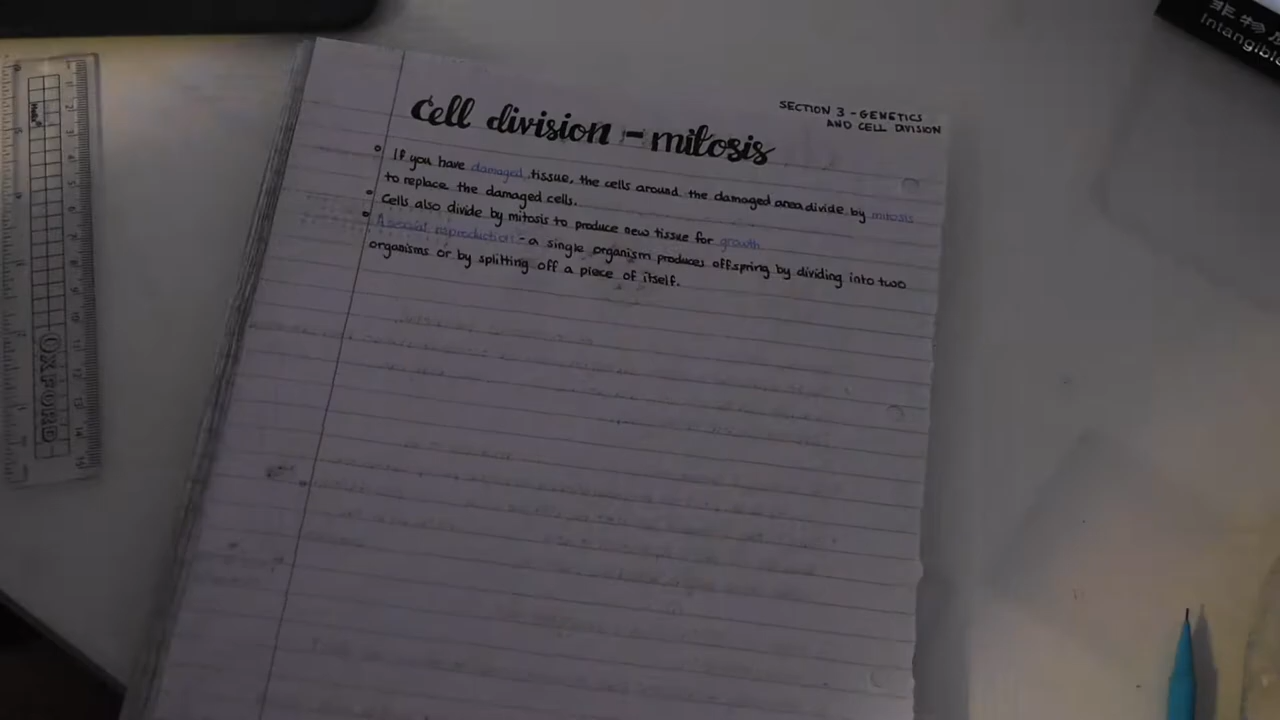 SECTION 3 - GENETICS
AND CELL DIVISION
Cell division - mitosis
If you have damaged tissue, the cells around the damaged area divide by mitosis
to replace the damaged cells.
Cells also divide by mitosis to produce new tissue for growth
Asexual reproduction - a single organism produces offspring by dividing into two
organisms or by splitting off a piece of itself.
OXFORD
Intangible